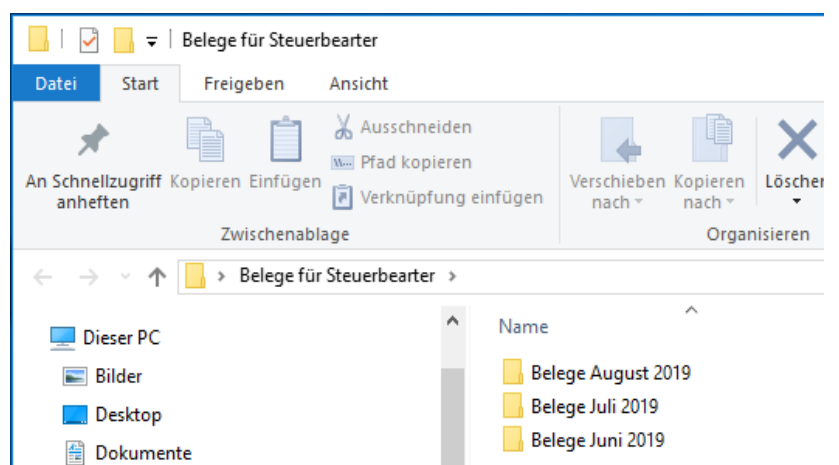 Belege für Steuerbearter
Datei Start Freigeben Ansicht
An Schnellzugriff anheften
Kopieren
Einfügen
Ausschneiden
Pfad kopieren
Verknüpfung einfügen
Zwischenablage
Verschieben nach
Kopieren nach
Organisieren
Belege für Steuerbearter
Dieser PC
Bilder
Desktop
Dokumente
Name
Belege August 2019
Belege Juli 2019
Belege Juni 2019